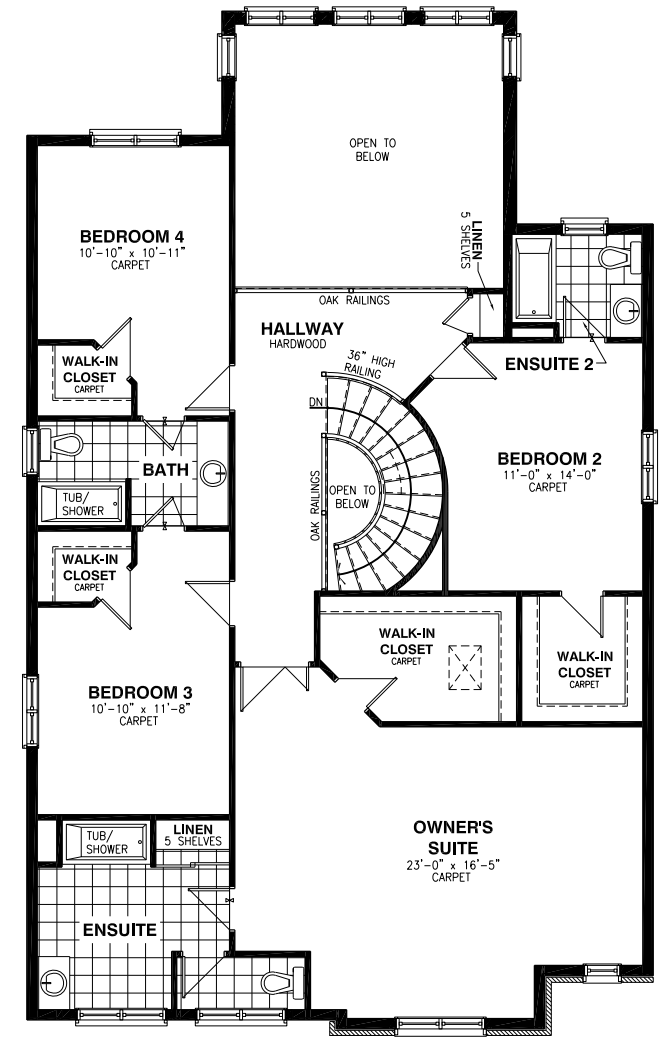 OPEN TO
BELOW
BEDROOM 4
10'-10" x 10'-11"
CARPET
LINEN
5 SHELVES
OAK RAILINGS
HALLWAY
HARDWOOD
36" HIGH
RAILING
ENSUITE 2
WALK-IN
CLOSET
CARPET
DN
BATH
BEDROOM 2
11'-0" x 14'-0"
CARPET
OPEN TO
BELOW
OAK RAILINGS
TUB/
SHOWER
WALK-IN
CLOSET
CARPET
WALK-IN
CLOSET
CARPET
WALK-IN
CLOSET
CARPET
BEDROOM 3
10'-10" x 11'-8"
CARPET
TUB/
SHOWER
LINEN
5 SHELVES
OWNER'S
SUITE
23'-0" x 16'-5"
CARPET
ENSUITE